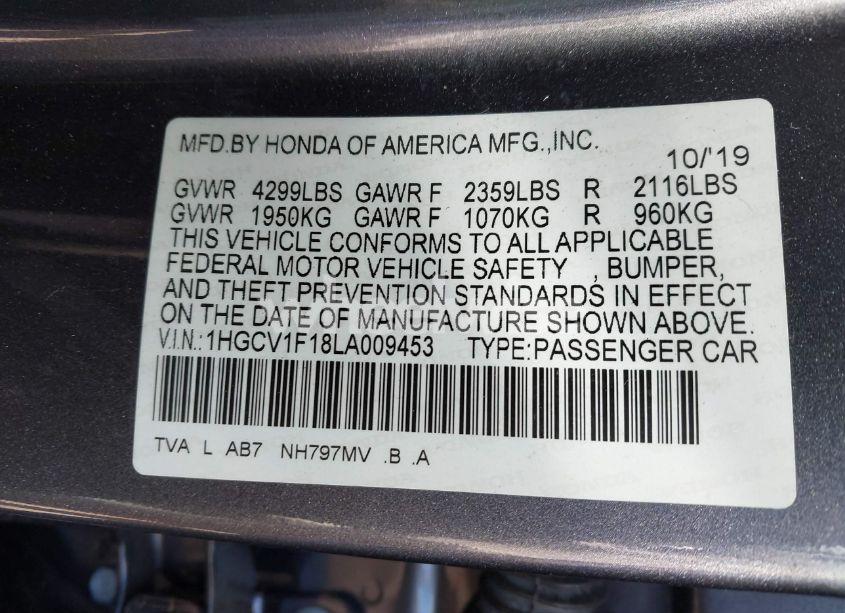 MFD.BY HONDA OF AMERICA MFG.,INC. 10/'19
GVWR 4299LBS GAWR F 2359LBS R 2116LBS
GVWR 1950KG GAWR F 1070KG R 960KG
THIS VEHICLE CONFORMS TO ALL APPLICABLE
FEDERAL MOTOR VEHICLE SAFETY , BUMPER,
AND THEFT PREVENTION STANDARDS IN EFFECT
ON THE DATE OF MANUFACTURE SHOWN ABOVE.
V.I.N.:1HGCV1F18LA009453 TYPE:PASSENGER CAR
TVA L AB7 NH797MV .B .A